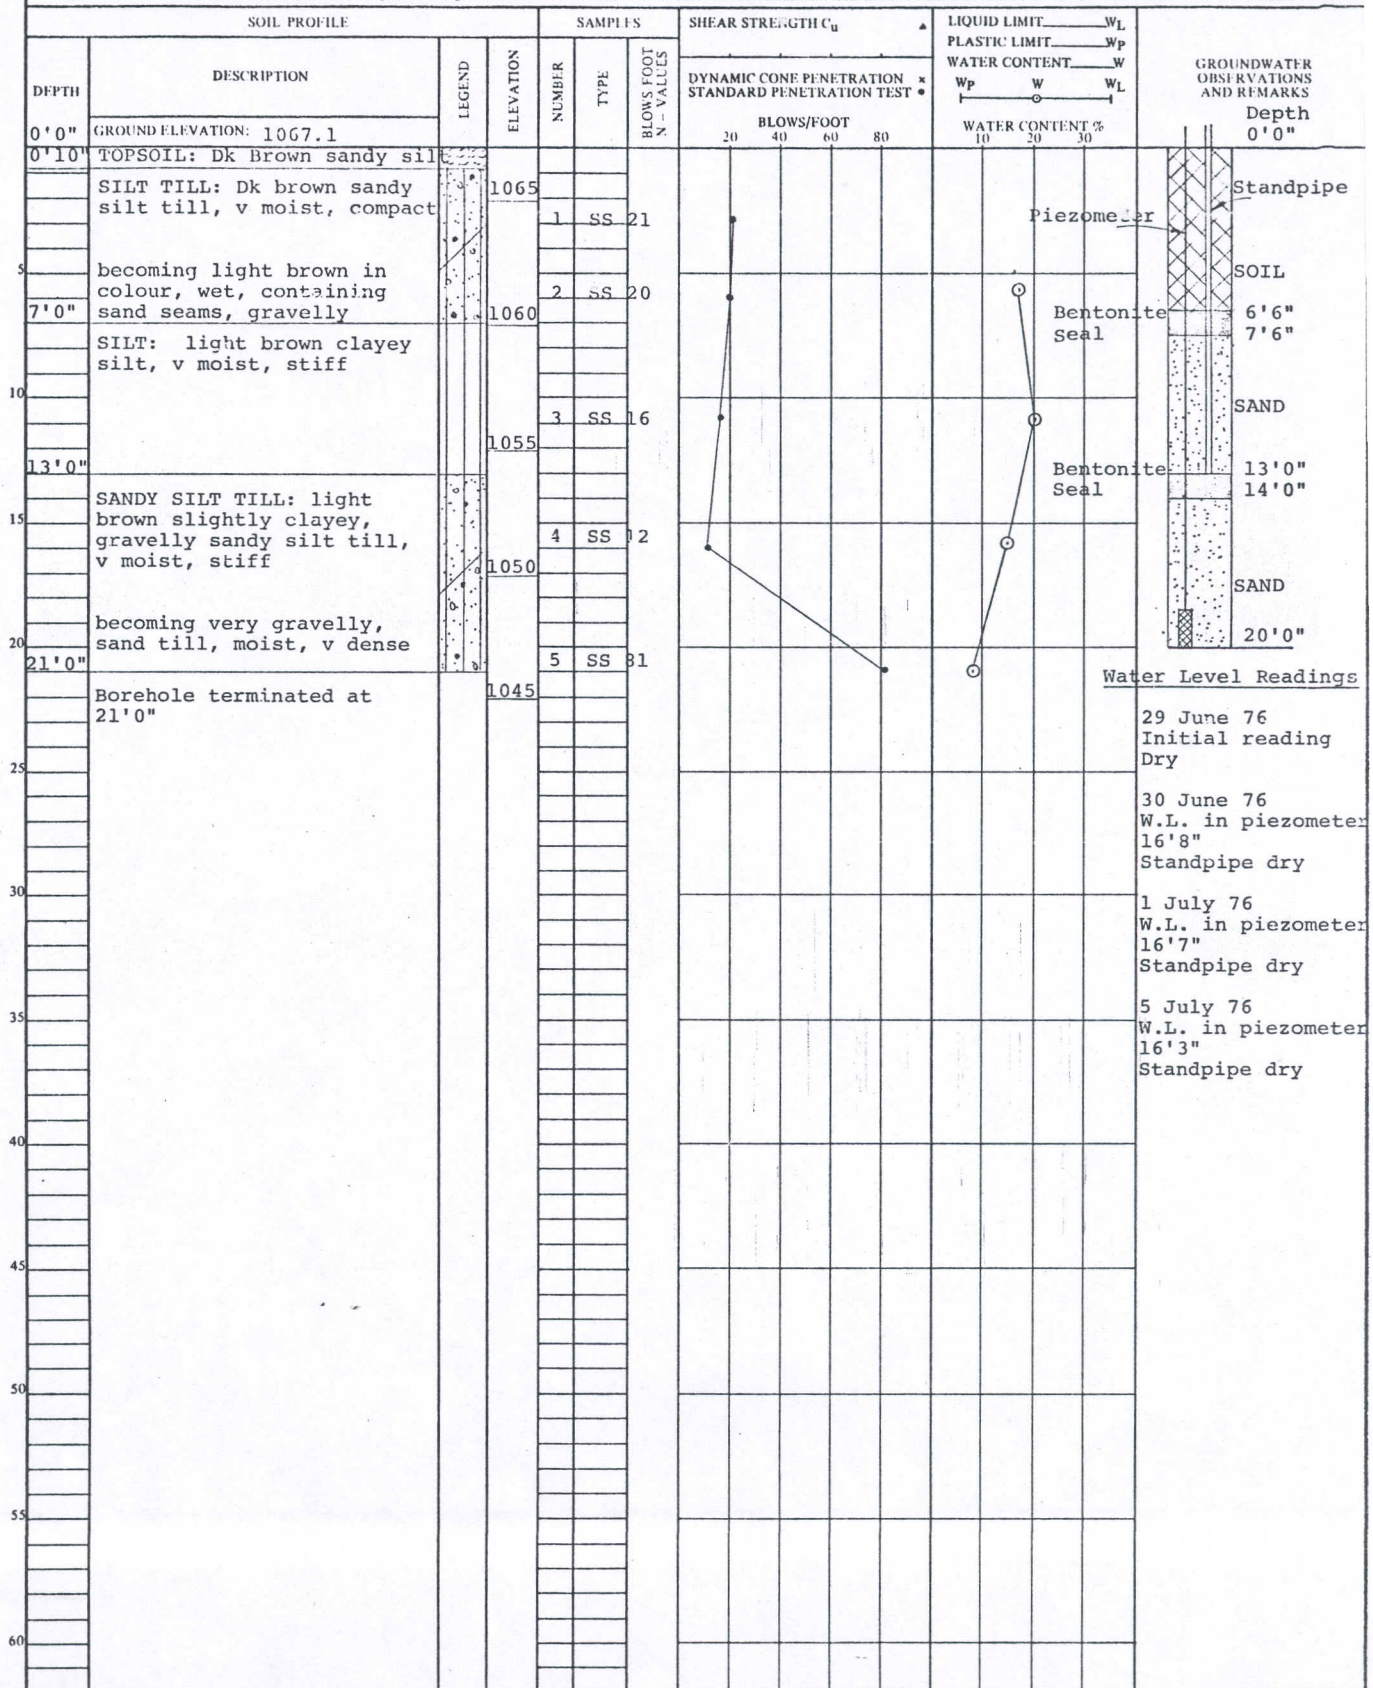 SOIL PROFILE
SAMPLES
DEPTH
DESCRIPTION
LEGEND
ELEVATION
NUMBER
TYPE
BLOWS FOOT
N – VALUES
SHEAR STRENGTH Cu ▲
DYNAMIC CONE PENETRATION ×
STANDARD PENETRATION TEST •
BLOWS/FOOT
20 40 60 80
LIQUID LIMIT WL
PLASTIC LIMIT WP
WATER CONTENT W
WP W WL
WATER CONTENT %
10 20 30
GROUNDWATER
OBSERVATIONS
AND REMARKS
Depth
0'0"
0'0" GROUND ELEVATION: 1067.1
0'10" TOPSOIL: Dk Brown sandy silt
SILT TILL: Dk brown sandy
silt till, v moist, compact
becoming light brown in
colour, wet, containing
sand seams, gravelly
7'0"
SILT: light brown clayey
silt, v moist, stiff
13'0"
SANDY SILT TILL: light
brown slightly clayey,
gravelly sandy silt till,
v moist, stiff
becoming very gravelly,
sand till, moist, v dense
21'0"
Borehole terminated at
21'0"
5
10
15
20
25
30
35
40
45
50
55
60
1065
1060
1055
1050
1045
1 SS 21
2 SS 20
3 SS 16
4 SS 12
5 SS 81
Standpipe
Piezometer
SOIL
Bentonite
Seal
6'6"
7'6"
SAND
Bentonite
Seal
13'0"
14'0"
SAND
20'0"
Water Level Readings
29 June 76
Initial reading
Dry
30 June 76
W.L. in piezometer
16'8"
Standpipe dry
1 July 76
W.L. in piezometer
16'7"
Standpipe dry
5 July 76
W.L. in piezometer
16'3"
Standpipe dry